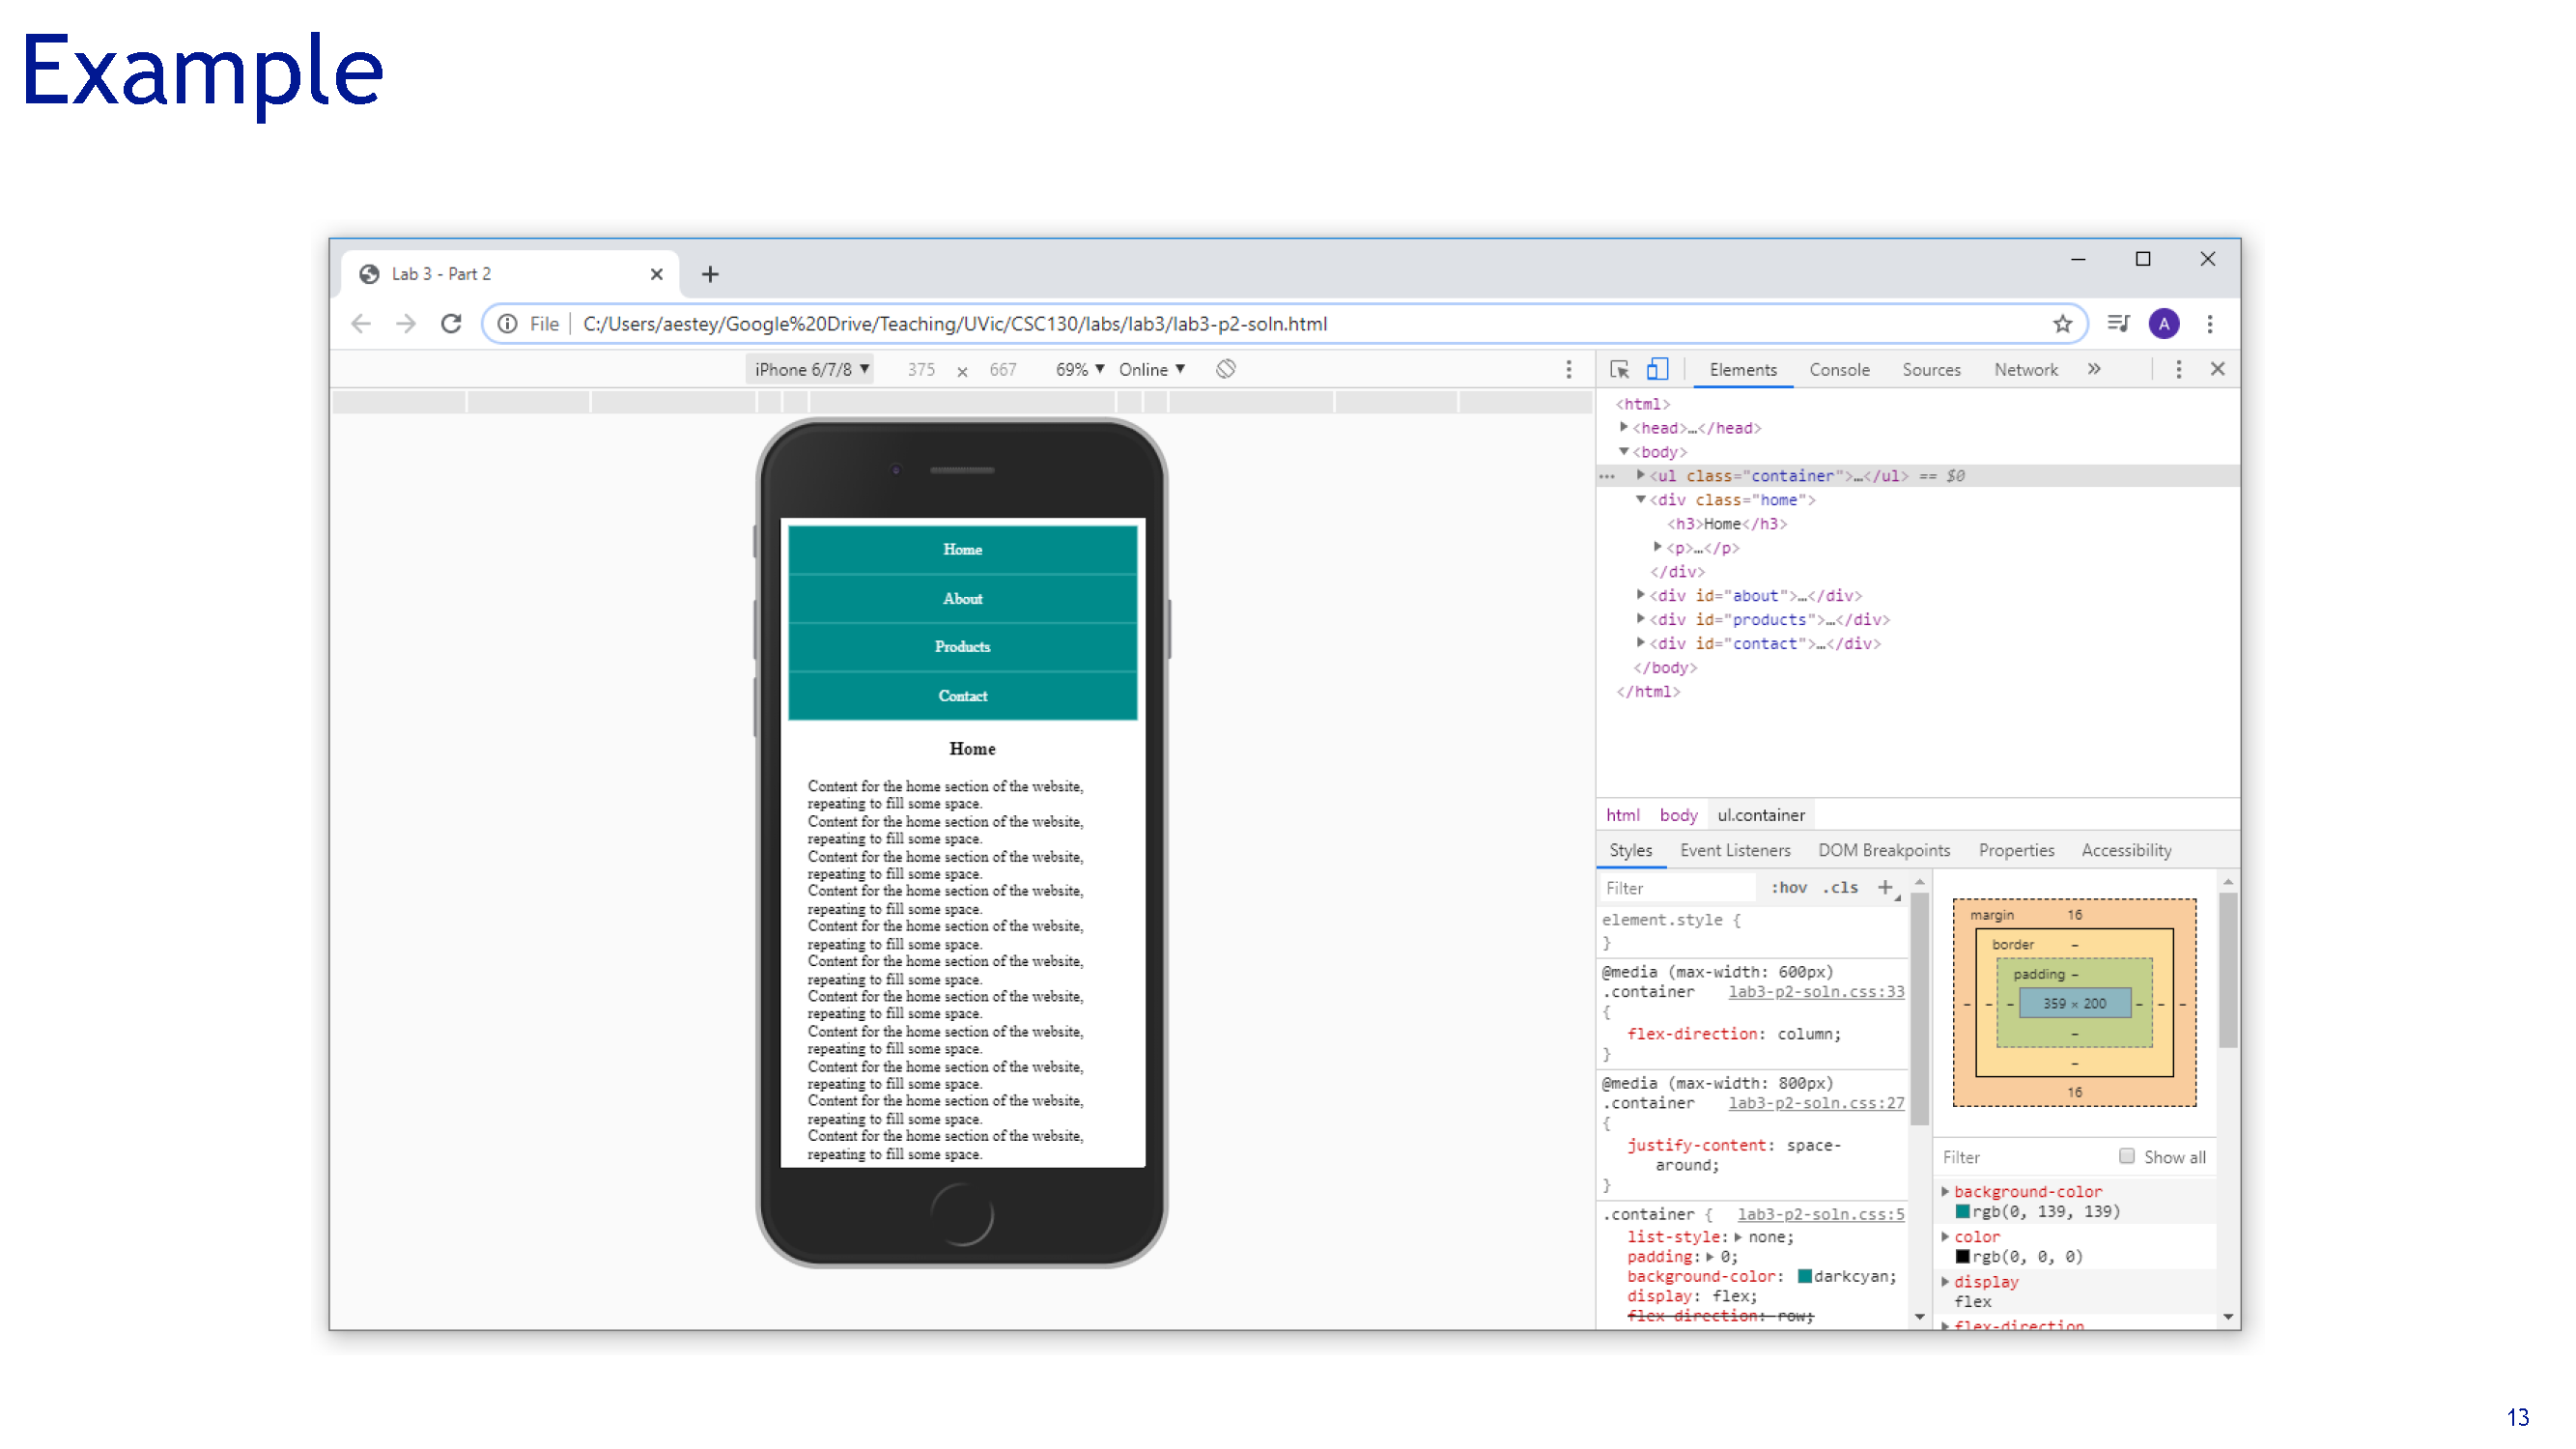 Example
Lab 3 - Part 2
File
C:/Users/aestey/Google%20Drive/Teaching/UVic/CSC130/labs/lab3/lab3-p2-soln.html
A
iPhone 6/7/8 ▼ 375 × 667 69% ▼ Online ▼
Home
About
Products
Contact
Home
Content for the home section of the website,
repeating to fill some space.
Content for the home section of the website,
repeating to fill some space.
Content for the home section of the website,
repeating to fill some space.
Content for the home section of the website,
repeating to fill some space.
Content for the home section of the website,
repeating to fill some space.
Content for the home section of the website,
repeating to fill some space.
Content for the home section of the website,
repeating to fill some space.
Content for the home section of the website,
repeating to fill some space.
Content for the home section of the website,
repeating to fill some space.
Content for the home section of the website,
repeating to fill some space.
Content for the home section of the website,
repeating to fill some space.
Elements Console Sources Network »
<html>
<head>…</head>
<body>
<ul class="container">…</ul> == $0
<div class="home">
<h3>Home</h3>
<p>…</p>
</div>
<div id="about">…</div>
<div id="products">…</div>
<div id="contact">…</div>
</body>
</html>
html body ul.container
Styles Event Listeners DOM Breakpoints Properties Accessibility
Filter :hov .cls +
element.style {
}
@media (max-width: 600px)
.container lab3-p2-soln.css:33
{
flex-direction: column;
}
@media (max-width: 800px)
.container lab3-p2-soln.css:27
{
justify-content: space-
around;
}
.container { lab3-p2-soln.css:5
list-style: none;
padding: 0;
background-color: darkcyan;
display: flex;
flex-direction: row;
margin 16
border –
padding –
– – – 359 × 200 – – –
–
–
16
Filter Show all
background-color
rgb(0, 139, 139)
color
rgb(0, 0, 0)
display
flex
flex-direction
13